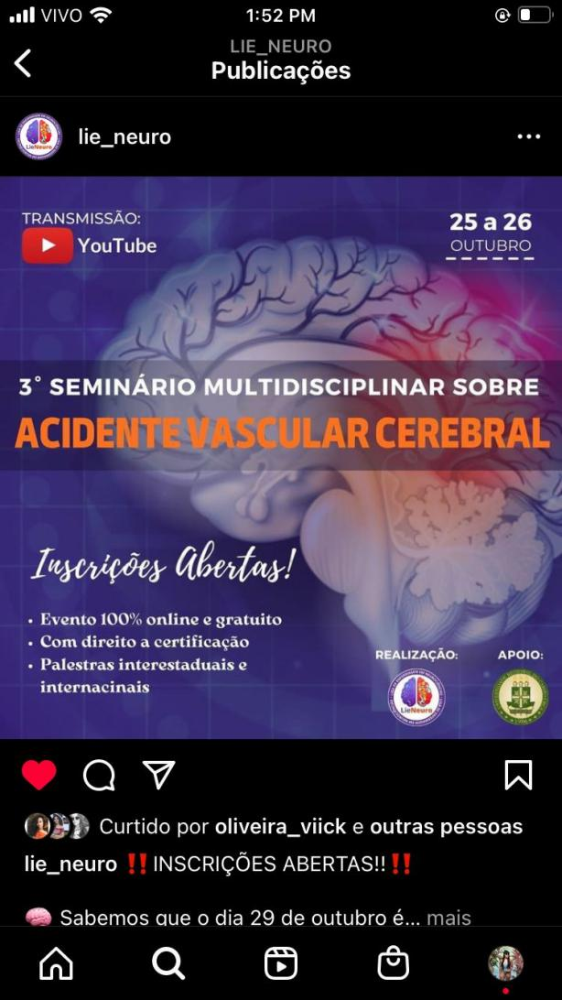 VIVO
1:52 PM
LIE_NEURO
Publicações
lie_neuro
TRANSMISSÃO:
YouTube
25 a 26
OUTUBRO
3° SEMINÁRIO MULTIDISCIPLINAR SOBRE
ACIDENTE VASCULAR CEREBRAL
Inscrições Abertas!
• Evento 100% online e gratuito
• Com direito a certificação
• Palestras interestaduais e
internacinais
REALIZAÇÃO:
APOIO:
LieNeuro
Curtido por oliveira_viick e outras pessoas
lie_neuro ‼️ INSCRIÇÕES ABERTAS!! ‼️
🧠 Sabemos que o dia 29 de outubro é... mais